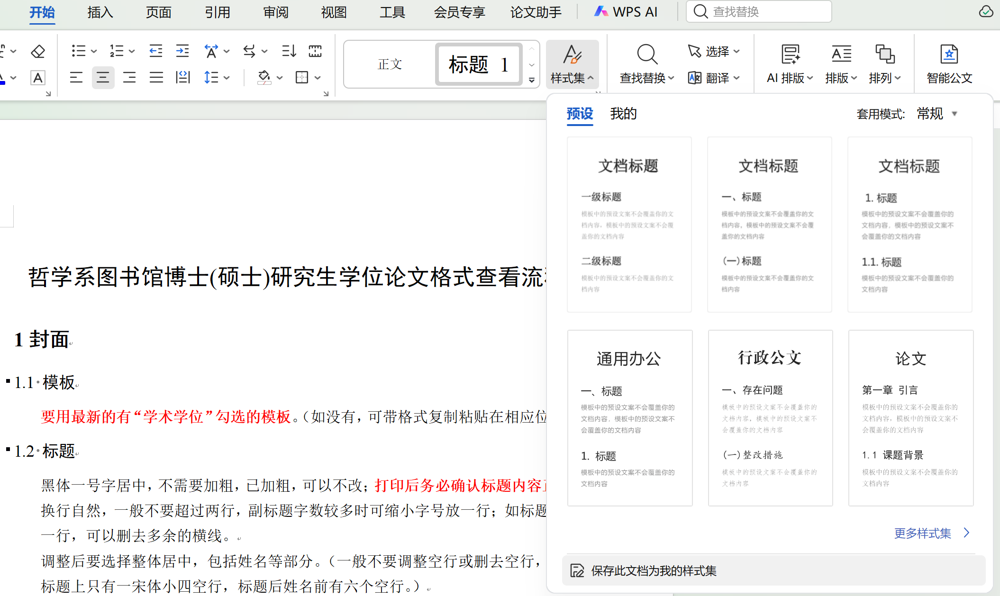 开始 插入 页面 引用 审阅 视图 工具 会员专享 论文助手 WPS AI 查找替换
正文 标题 1 样式集 查找替换 选择 翻译 AI 排版 排版 排列 智能公文
预设 我的 套用模式: 常规
文档标题
一级标题
模板中的预设文案不会覆盖你的文
档内容，模板中的预设文案不会覆
盖你的文档内容
二级标题
模板中的预设文案不会覆盖你的文
档内容
文档标题
一、标题
模板中的预设文案不会覆盖你的文
档内容，模板中的预设文案不会覆
盖你的文档内容
(一)标题
模板中的预设文案不会覆盖你的文
档内容
文档标题
1. 标题
模板中的预设文案不会覆盖你的
文档内容，模板中的预设文案不
会覆盖你的文档内容
1.1. 标题
模板中的预设文案不会覆盖你的
文档内容
通用办公
一、标题
模板中的预设文案不会覆盖你的
文档内容，模板中的预设文案不
会覆盖你的文档内容
1. 标题
模板中的预设文案不会覆盖你的
文档内容
行政公文
一、存在问题
模板中的预设文案不会覆盖你的
文档内容，模板中的预设文案不
会覆盖你的文档内容
(一)整改措施
模板中的预设文案不会覆盖你的
文档内容
论文
第一章 引言
模板中的预设文案不会覆盖你的
文档内容，模板中的预设文案不
会覆盖你的文档内容
1.1 课题背景
模板中的预设文案不会覆盖你的
文档内容
更多样式集
保存此文档为我的样式集
哲学系图书馆博士(硕士)研究生学位论文格式查看流
1 封面
1.1 模板
要用最新的有“学术学位”勾选的模板。（如没有，可带格式复制粘贴在相应位
1.2 标题
黑体一号字居中，不需要加粗，已加粗，可以不改；打印后务必确认标题内容
换行自然，一般不要超过两行，副标题字数较多时可缩小字号放一行；如标题
一行，可以删去多余的横线。
调整后要选择整体居中，包括姓名等部分。（一般不要调整空行或删去空行，
标题上只有一宋体小四空行，标题后姓名前有六个空行。）